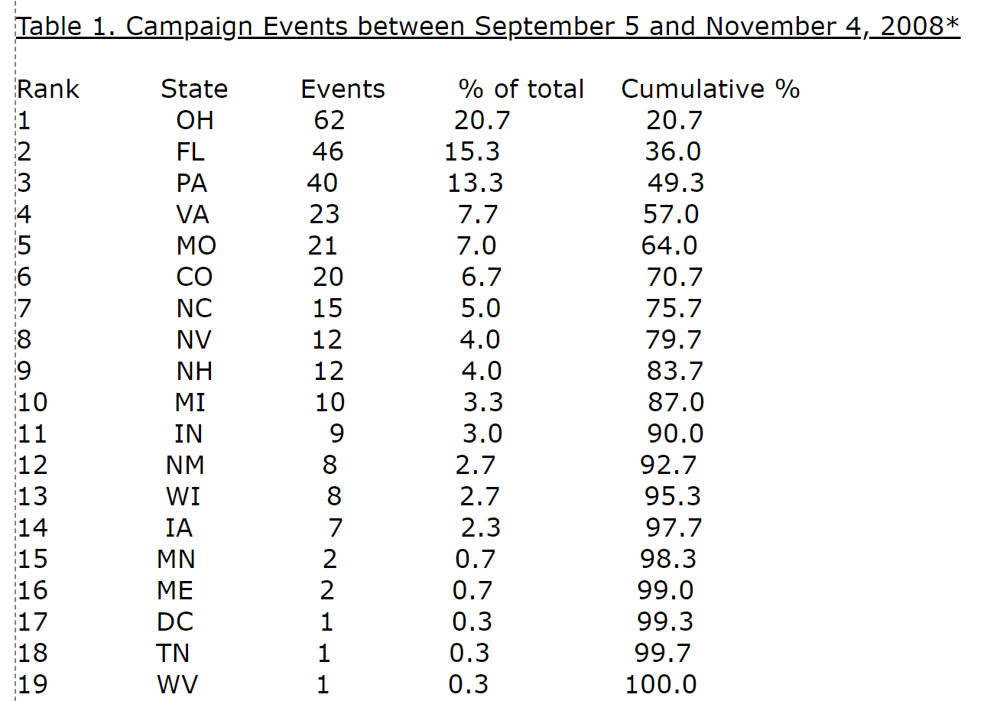 Table 1. Campaign Events between September 5 and November 4, 2008*
Rank State Events % of total Cumulative %
1 OH 62 20.7 20.7
2 FL 46 15.3 36.0
3 PA 40 13.3 49.3
4 VA 23 7.7 57.0
5 MO 21 7.0 64.0
6 CO 20 6.7 70.7
7 NC 15 5.0 75.7
8 NV 12 4.0 79.7
9 NH 12 4.0 83.7
10 MI 10 3.3 87.0
11 IN 9 3.0 90.0
12 NM 8 2.7 92.7
13 WI 8 2.7 95.3
14 IA 7 2.3 97.7
15 MN 2 0.7 98.3
16 ME 2 0.7 99.0
17 DC 1 0.3 99.3
18 TN 1 0.3 99.7
19 WV 1 0.3 100.0